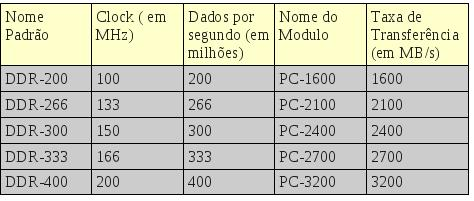 Nome Padrão | Clock ( em MHz) | Dados por segundo (em milhões) | Nome do Modulo | Taxa de Transferência (em MB/s)
DDR-200 | 100 | 200 | PC-1600 | 1600
DDR-266 | 133 | 266 | PC-2100 | 2100
DDR-300 | 150 | 300 | PC-2400 | 2400
DDR-333 | 166 | 333 | PC-2700 | 2700
DDR-400 | 200 | 400 | PC-3200 | 3200